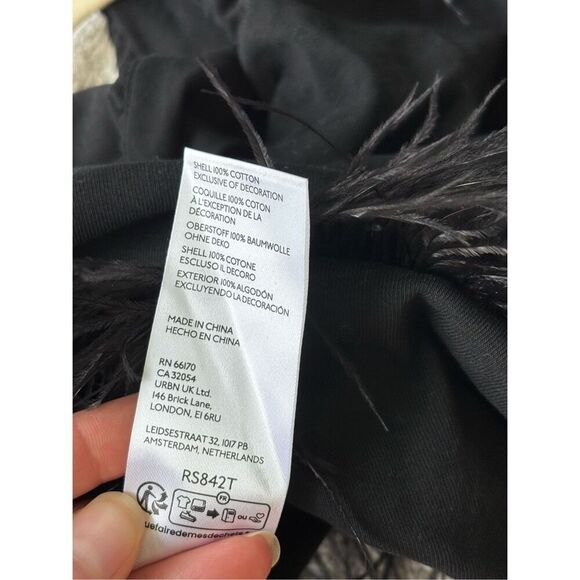 SHELL 100% COTTON
EXCLUSIVE OF DECORATION
COQUILLE 100% COTON
À L'EXCEPTION DE LA
DÉCORATION
OBERSTOFF 100% BAUMWOLLE
OHNE DEKO
SHELL 100% COTONE
ESCLUSO IL DECORO
EXTERIOR 100% ALGODÓN
EXCLUYENDO LA DECORACIÓN
MADE IN CHINA
HECHO EN CHINA
RN 66170
CA 32054
URBN UK Ltd.
146 Brick Lane,
LONDON, E1 6RU
LEIDSESTRAAT 32, 1017 PB
AMSTERDAM, NETHERLANDS
RS842T
FR
OU
uefairedemesdechets